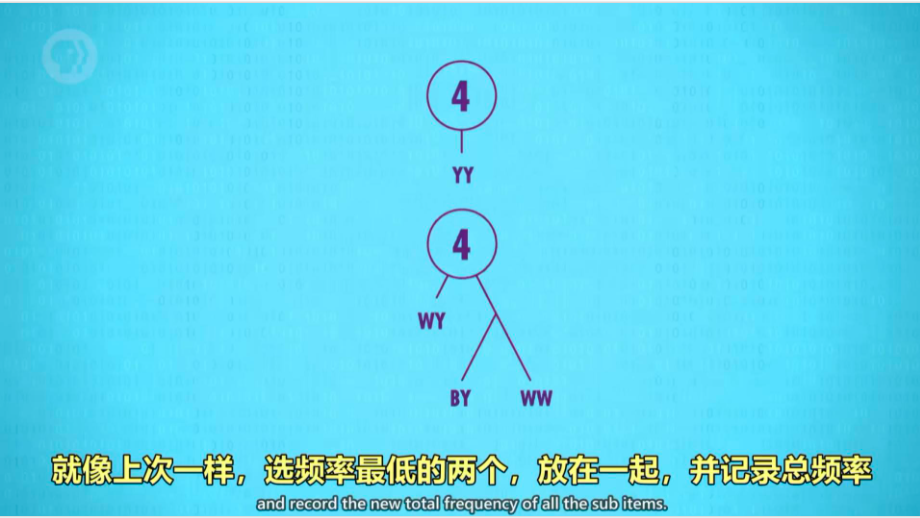 4
YY
4
WY
BY WW
就像上次一样，选频率最低的两个，放在一起，并记录总频率
and record the new total frequency of all the sub items.